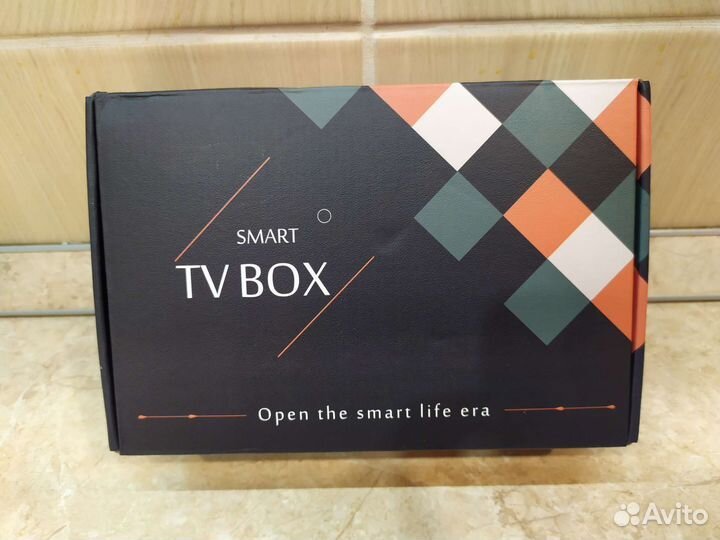 SMART
TV BOX
Open the smart life era
Avito